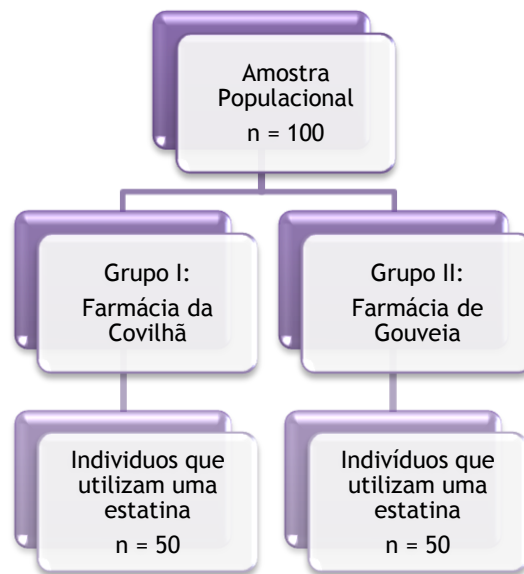 Amostra
Populacional
n = 100
Grupo I:
Farmácia da
Covilhã
Grupo II:
Farmácia de
Gouveia
Individuos que
utilizam uma
estatina
n = 50
Indivíduos que
utilizam uma
estatina
n = 50